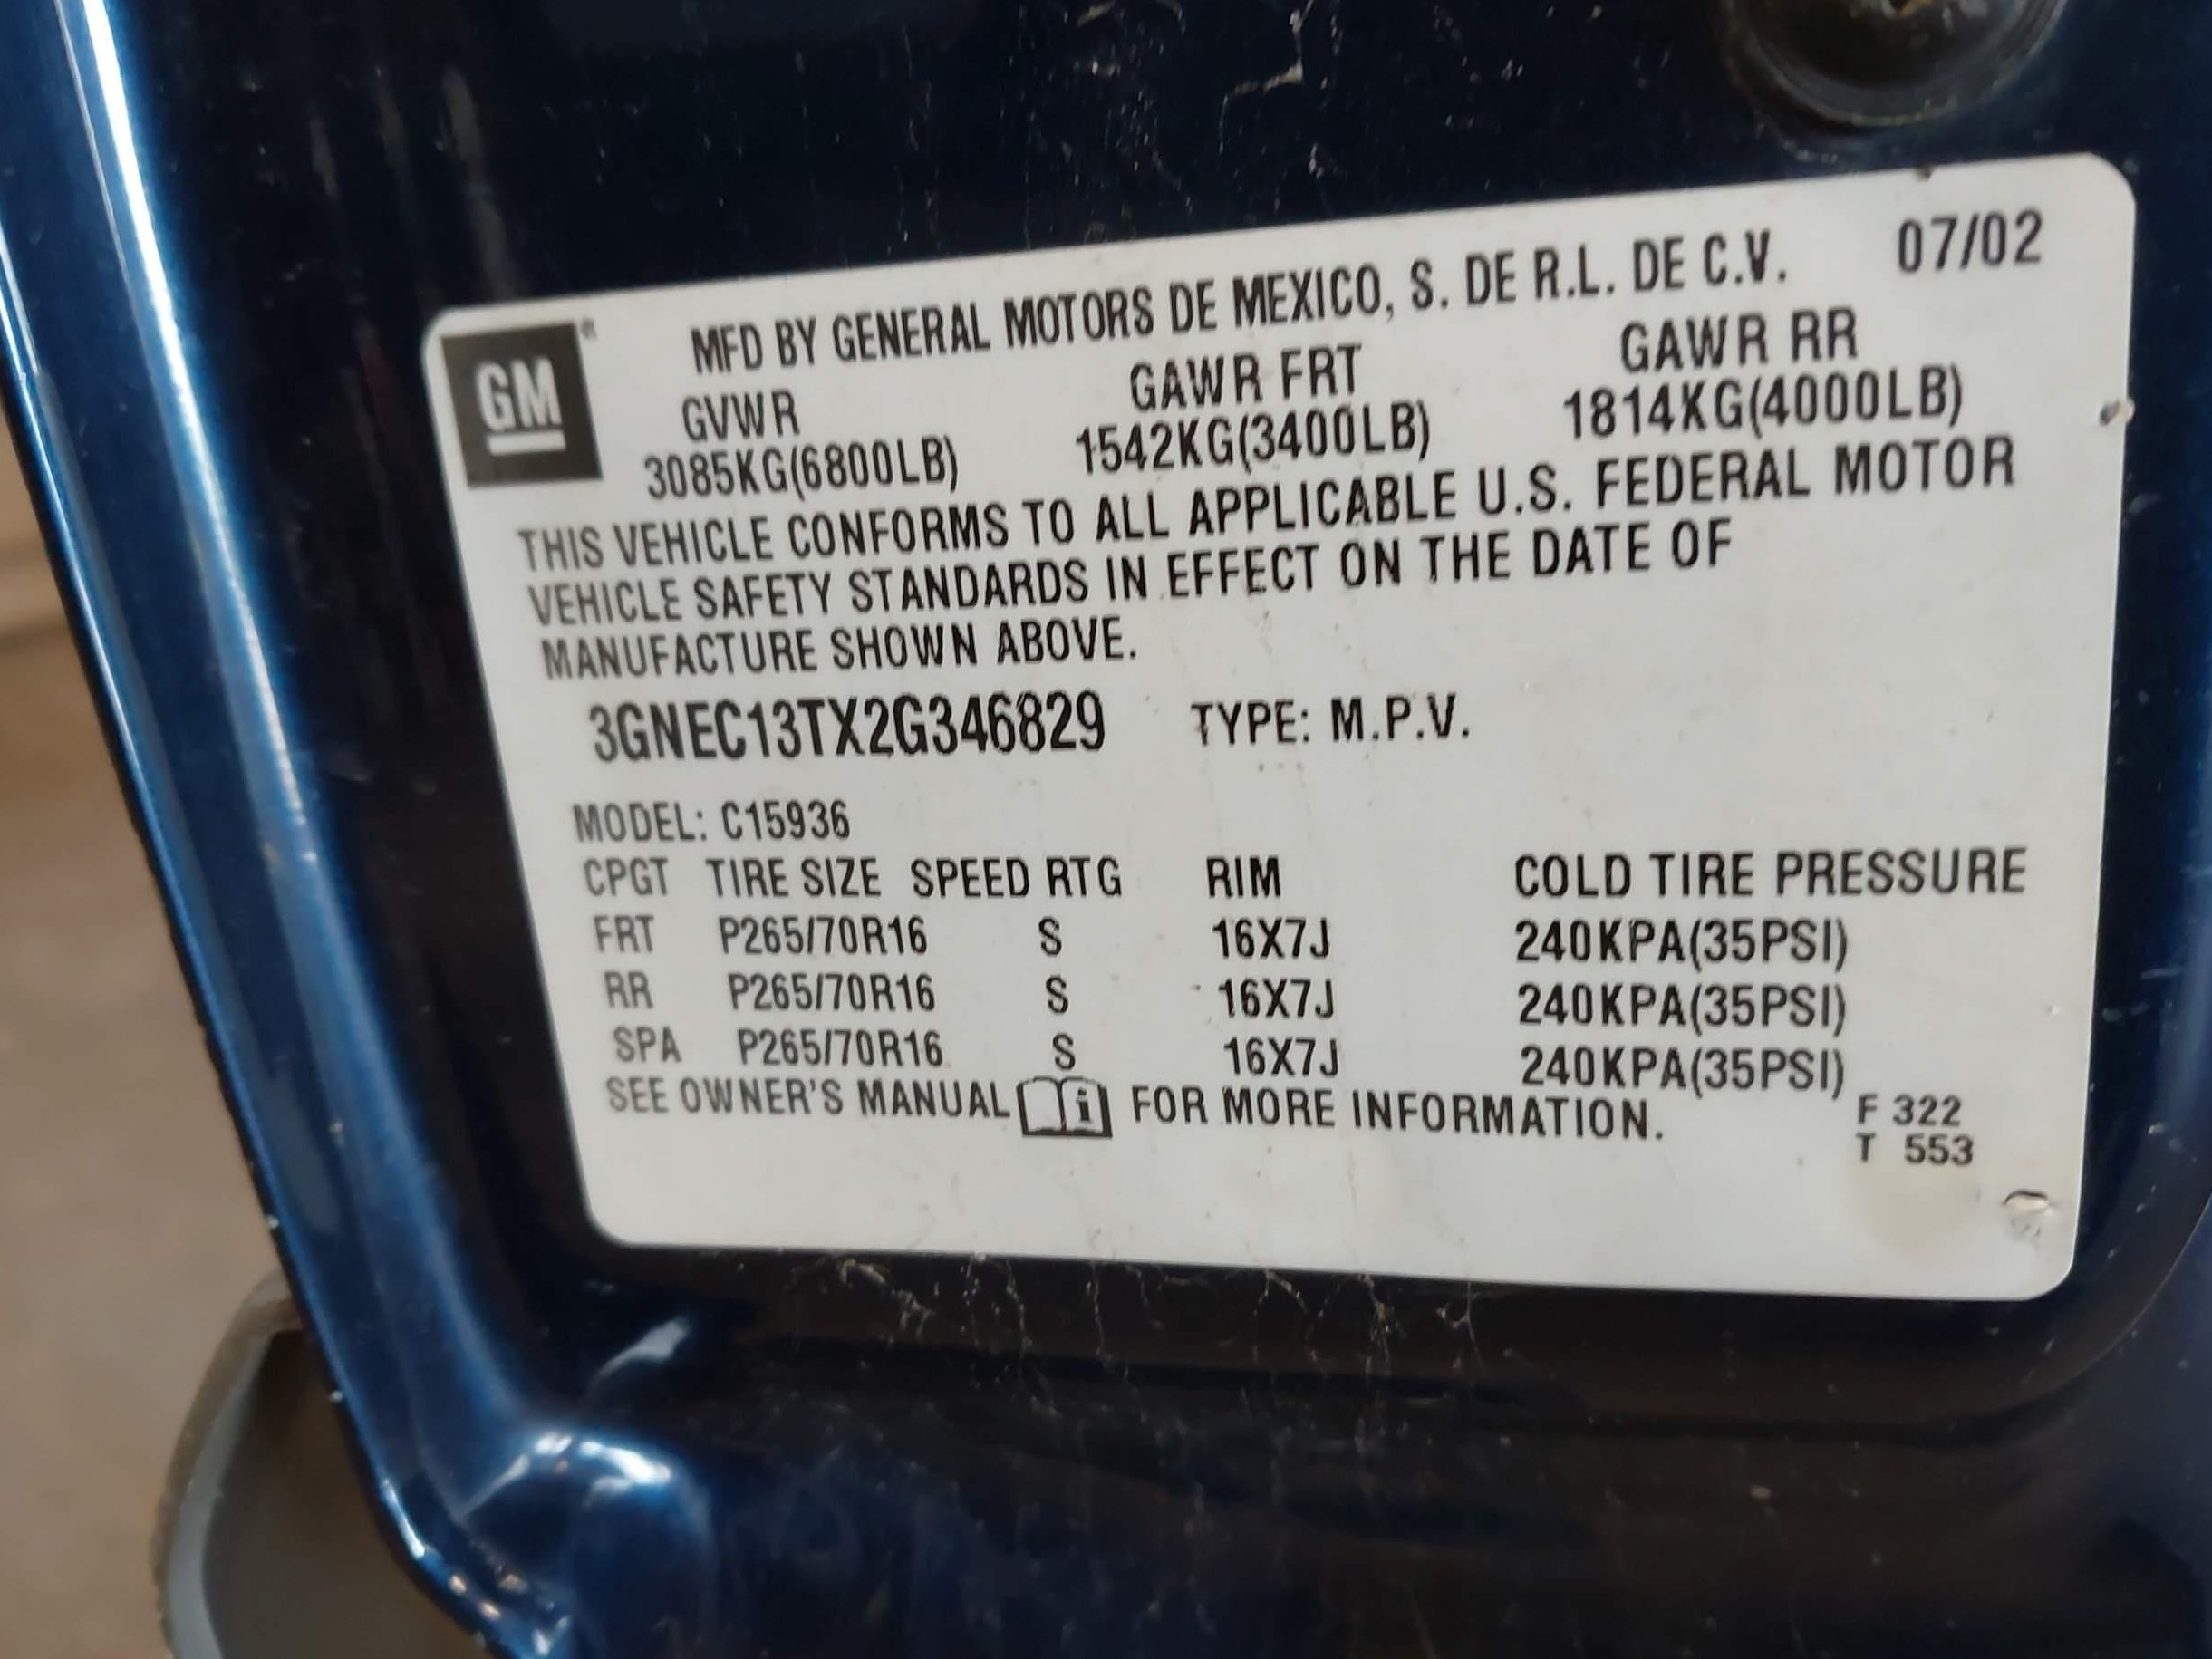 GM
MFD BY GENERAL MOTORS DE MEXICO, S. DE R.L. DE C.V. 07/02
GVWR GAWR FRT GAWR RR
3085KG(6800LB) 1542KG(3400LB) 1814KG(4000LB)
THIS VEHICLE CONFORMS TO ALL APPLICABLE U.S. FEDERAL MOTOR
VEHICLE SAFETY STANDARDS IN EFFECT ON THE DATE OF
MANUFACTURE SHOWN ABOVE.
3GNEC13TX2G346829 TYPE: M.P.V.
MODEL: C15936
CPGT TIRE SIZE SPEED RTG RIM COLD TIRE PRESSURE
FRT P265/70R16 S 16X7J 240KPA(35PSI)
RR P265/70R16 S 16X7J 240KPA(35PSI)
SPA P265/70R16 S 16X7J 240KPA(35PSI)
SEE OWNER'S MANUAL i FOR MORE INFORMATION.
F 322
T 553